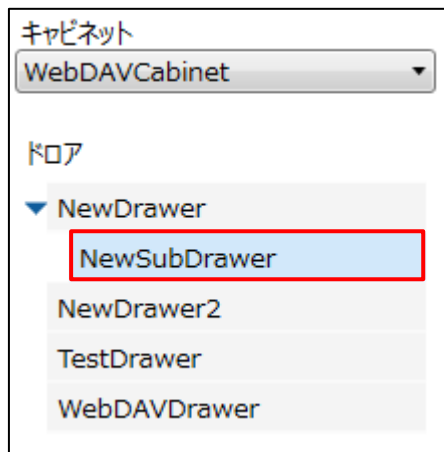 キャビネット
WebDAVCabinet
ドロア
NewDrawer
NewSubDrawer
NewDrawer2
TestDrawer
WebDAVDrawer